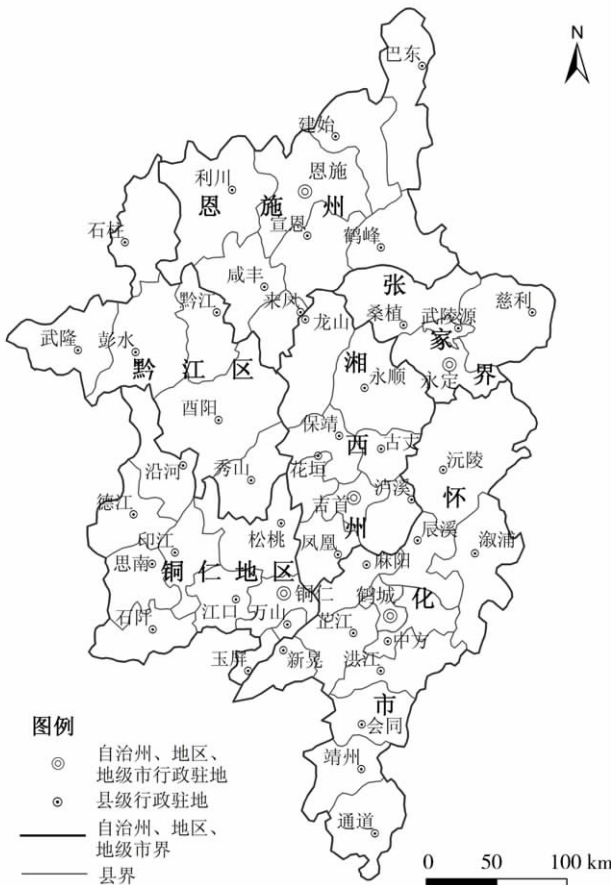 N
巴东
建始
恩施
利川
恩施州
石柱
宣恩
鹤峰
咸丰
张家界
黔江
来凤
龙山
桑植
武陵源
慈利
武隆
彭水
黔江区
湘西州
永顺
永定
酉阳
保靖
古丈
沅陵
怀化市
沿河
秀山
花垣
吉首
泸溪
德江
辰溪
溆浦
印江
松桃
凤凰
麻阳
思南
铜仁地区
铜仁
鹤城
石阡
江口
万山
芷江
中方
玉屏
新晃
洪江
会同
靖州
通道
图例
自治州、地区、
地级市行政驻地
县级行政驻地
自治州、地区、
地级市界
县界
0 50 100 km